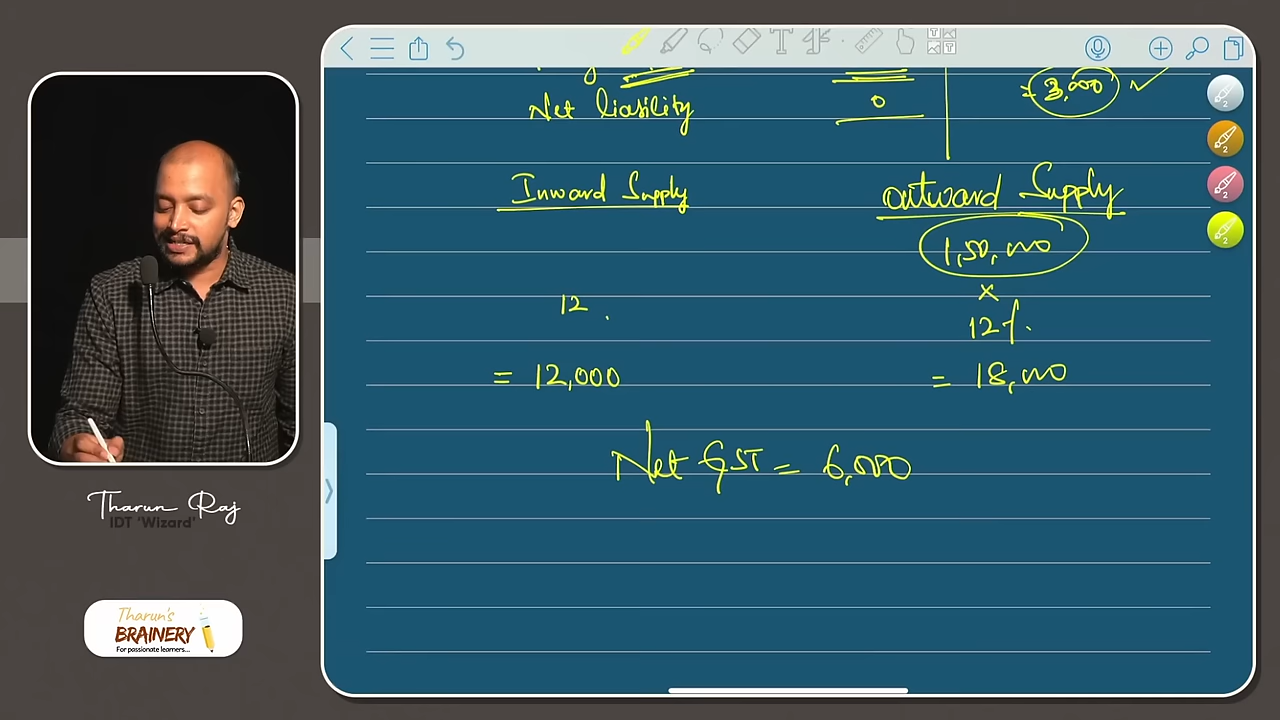 = 3,000 ✓
Net liability 0
Inward Supply
Outward Supply
1,50,000
x
12 .
12%.
= 12,000
= 18,000
Net GST = 6,000
Tharun Raj
IDT 'Wizard'
Tharun's
BRAINERY
For passionate learners...